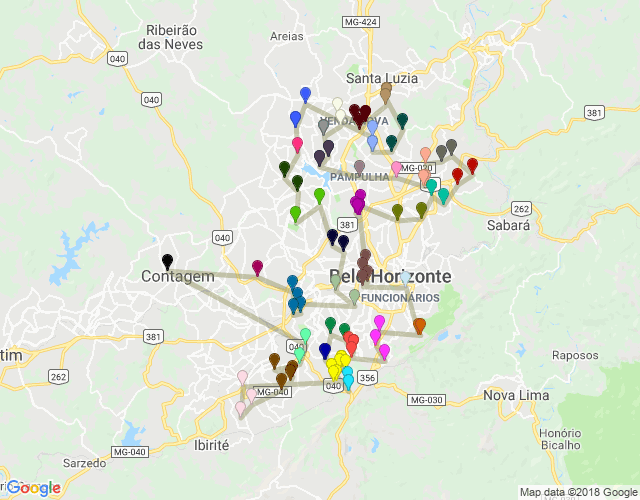 MG-424
Ribeirão
das Neves
Areias
040
Santa Luzia
040
381
VENDA NOVA
MG-020
PAMPULHA
262
381
Sabará
040
Contagem
Belo Horizonte
FUNCIONÁRIOS
381
040
262
356
Raposos
MG-040
040
MG-030
Nova Lima
Ibirité
Honório
Bicalho
MG-040
Sarzedo
Google
Map data ©2018 Google